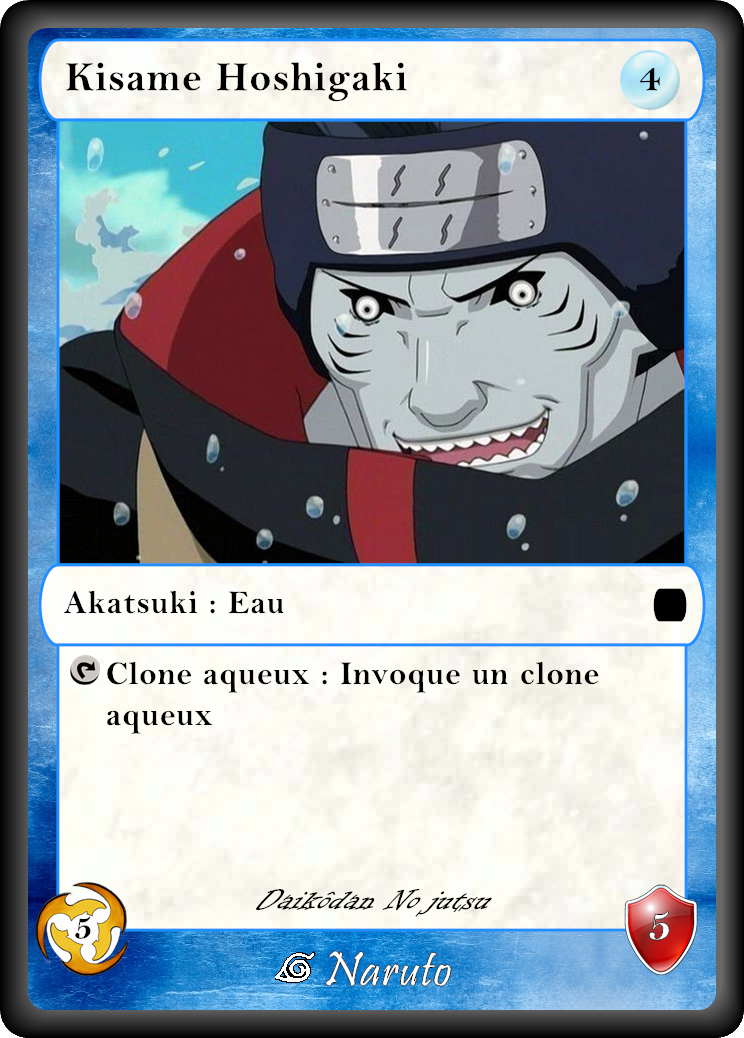 Kisame Hoshigaki
4
Akatsuki : Eau
Clone aqueux : Invoque un clone
aqueux
Daikôdan No jutsu
5
5
Naruto